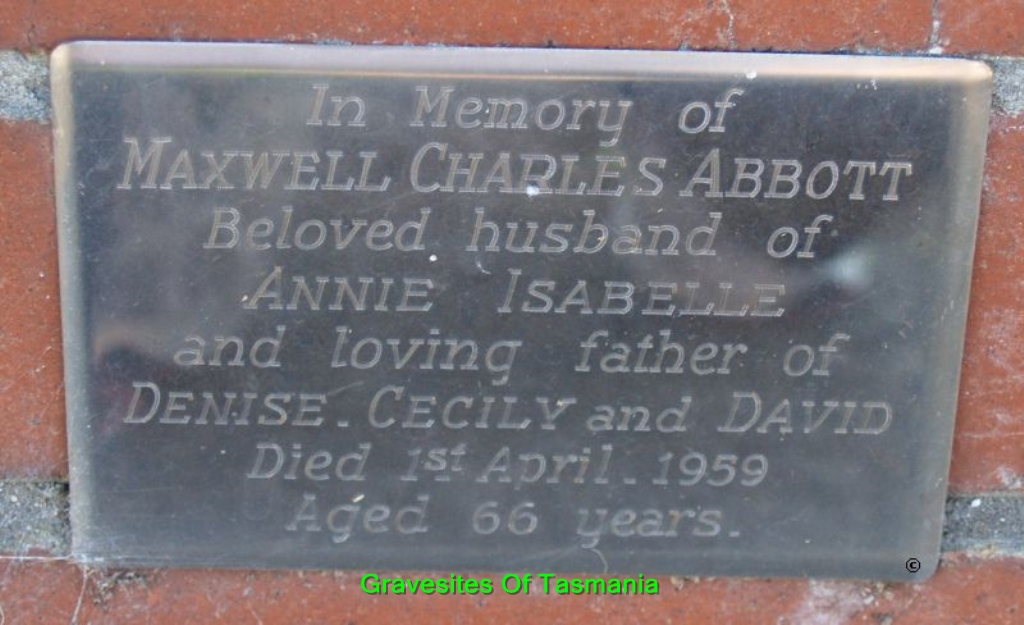 In Memory of
MAXWELL CHARLES ABBOTT
Beloved husband of
ANNIE ISABELLE
and loving father of
DENISE. CECILY and DAVID
Died 1st April. 1959
Aged 66 years.
©
Gravesites Of Tasmania